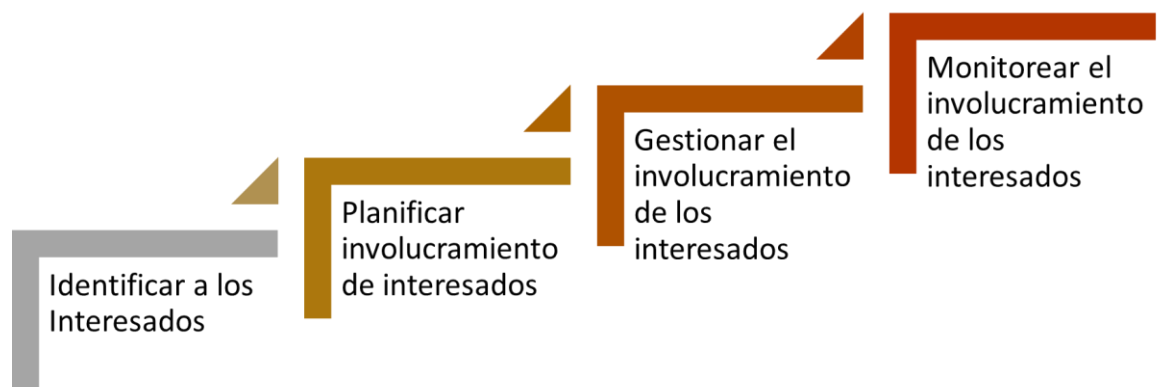 Identificar a los
Interesados
Planificar
involucramiento
de interesados
Gestionar el
involucramiento
de los
interesados
Monitorear el
involucramiento
de los
interesados